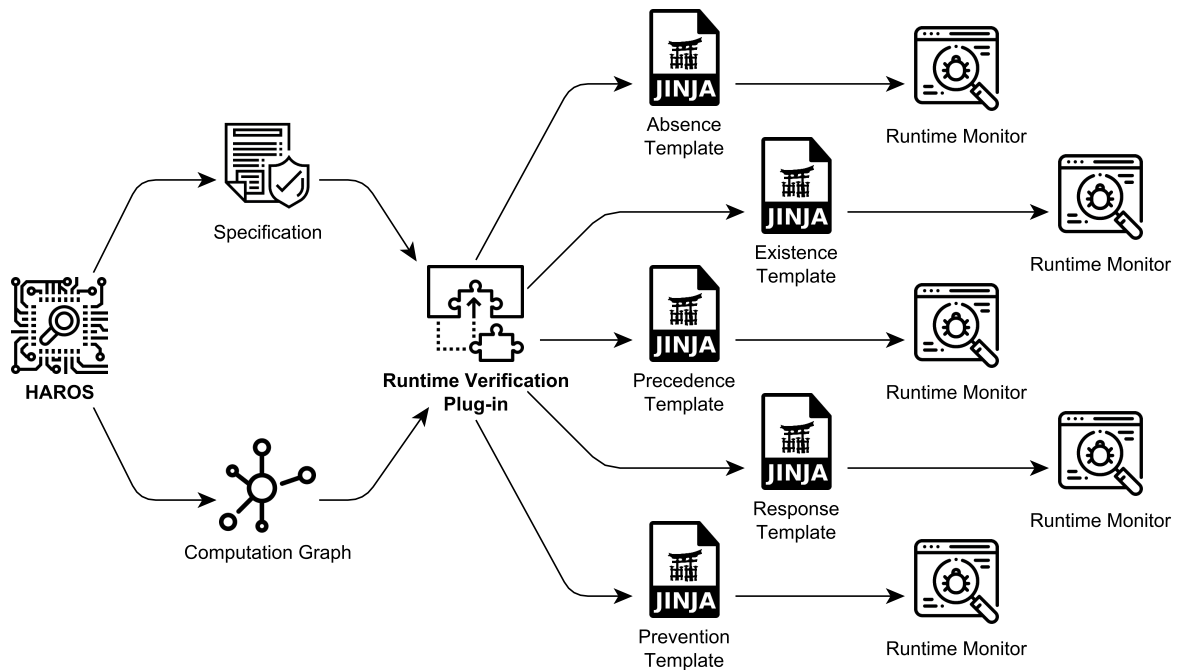 JINJA
Absence
Template
Runtime Monitor
Specification
JINJA
Existence
Template
Runtime Monitor
HAROS
Runtime Verification
Plug-in
JINJA
Precedence
Template
Runtime Monitor
JINJA
Response
Template
Runtime Monitor
Computation Graph
JINJA
Prevention
Template
Runtime Monitor